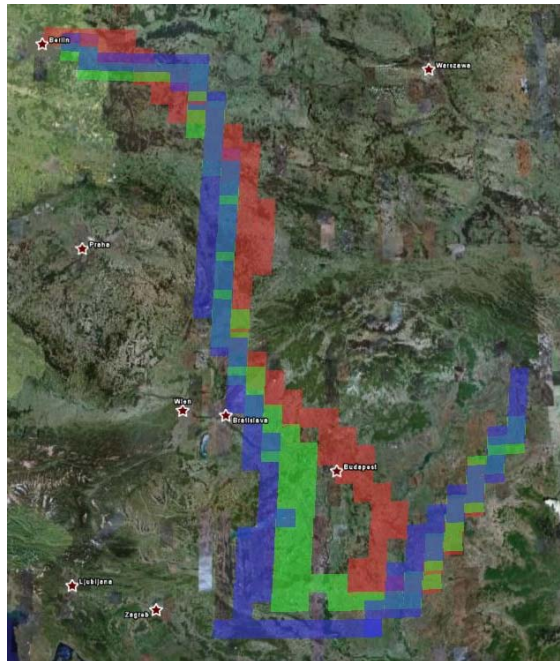 Berlin
Warszawa
Praha
Wien
Bratislava
Budapest
Ljubljana
Zagreb